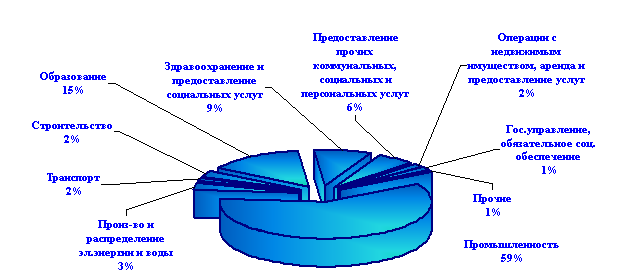 Предоставление
прочих
коммунальных,
социальных и
персональных услуг
6%
Операции с
недвижимым
имуществом, аренда и
предоставление услуг
2%
Здравоохранение и
предоставление
социальных услуг
9%
Образование
15%
Строительство
2%
Гос.управление,
обязательное соц.
обеспечение
1%
Транспорт
2%
Прочие
1%
Произ-во и
распределение
эл.энергии и воды
3%
Промышленность
59%